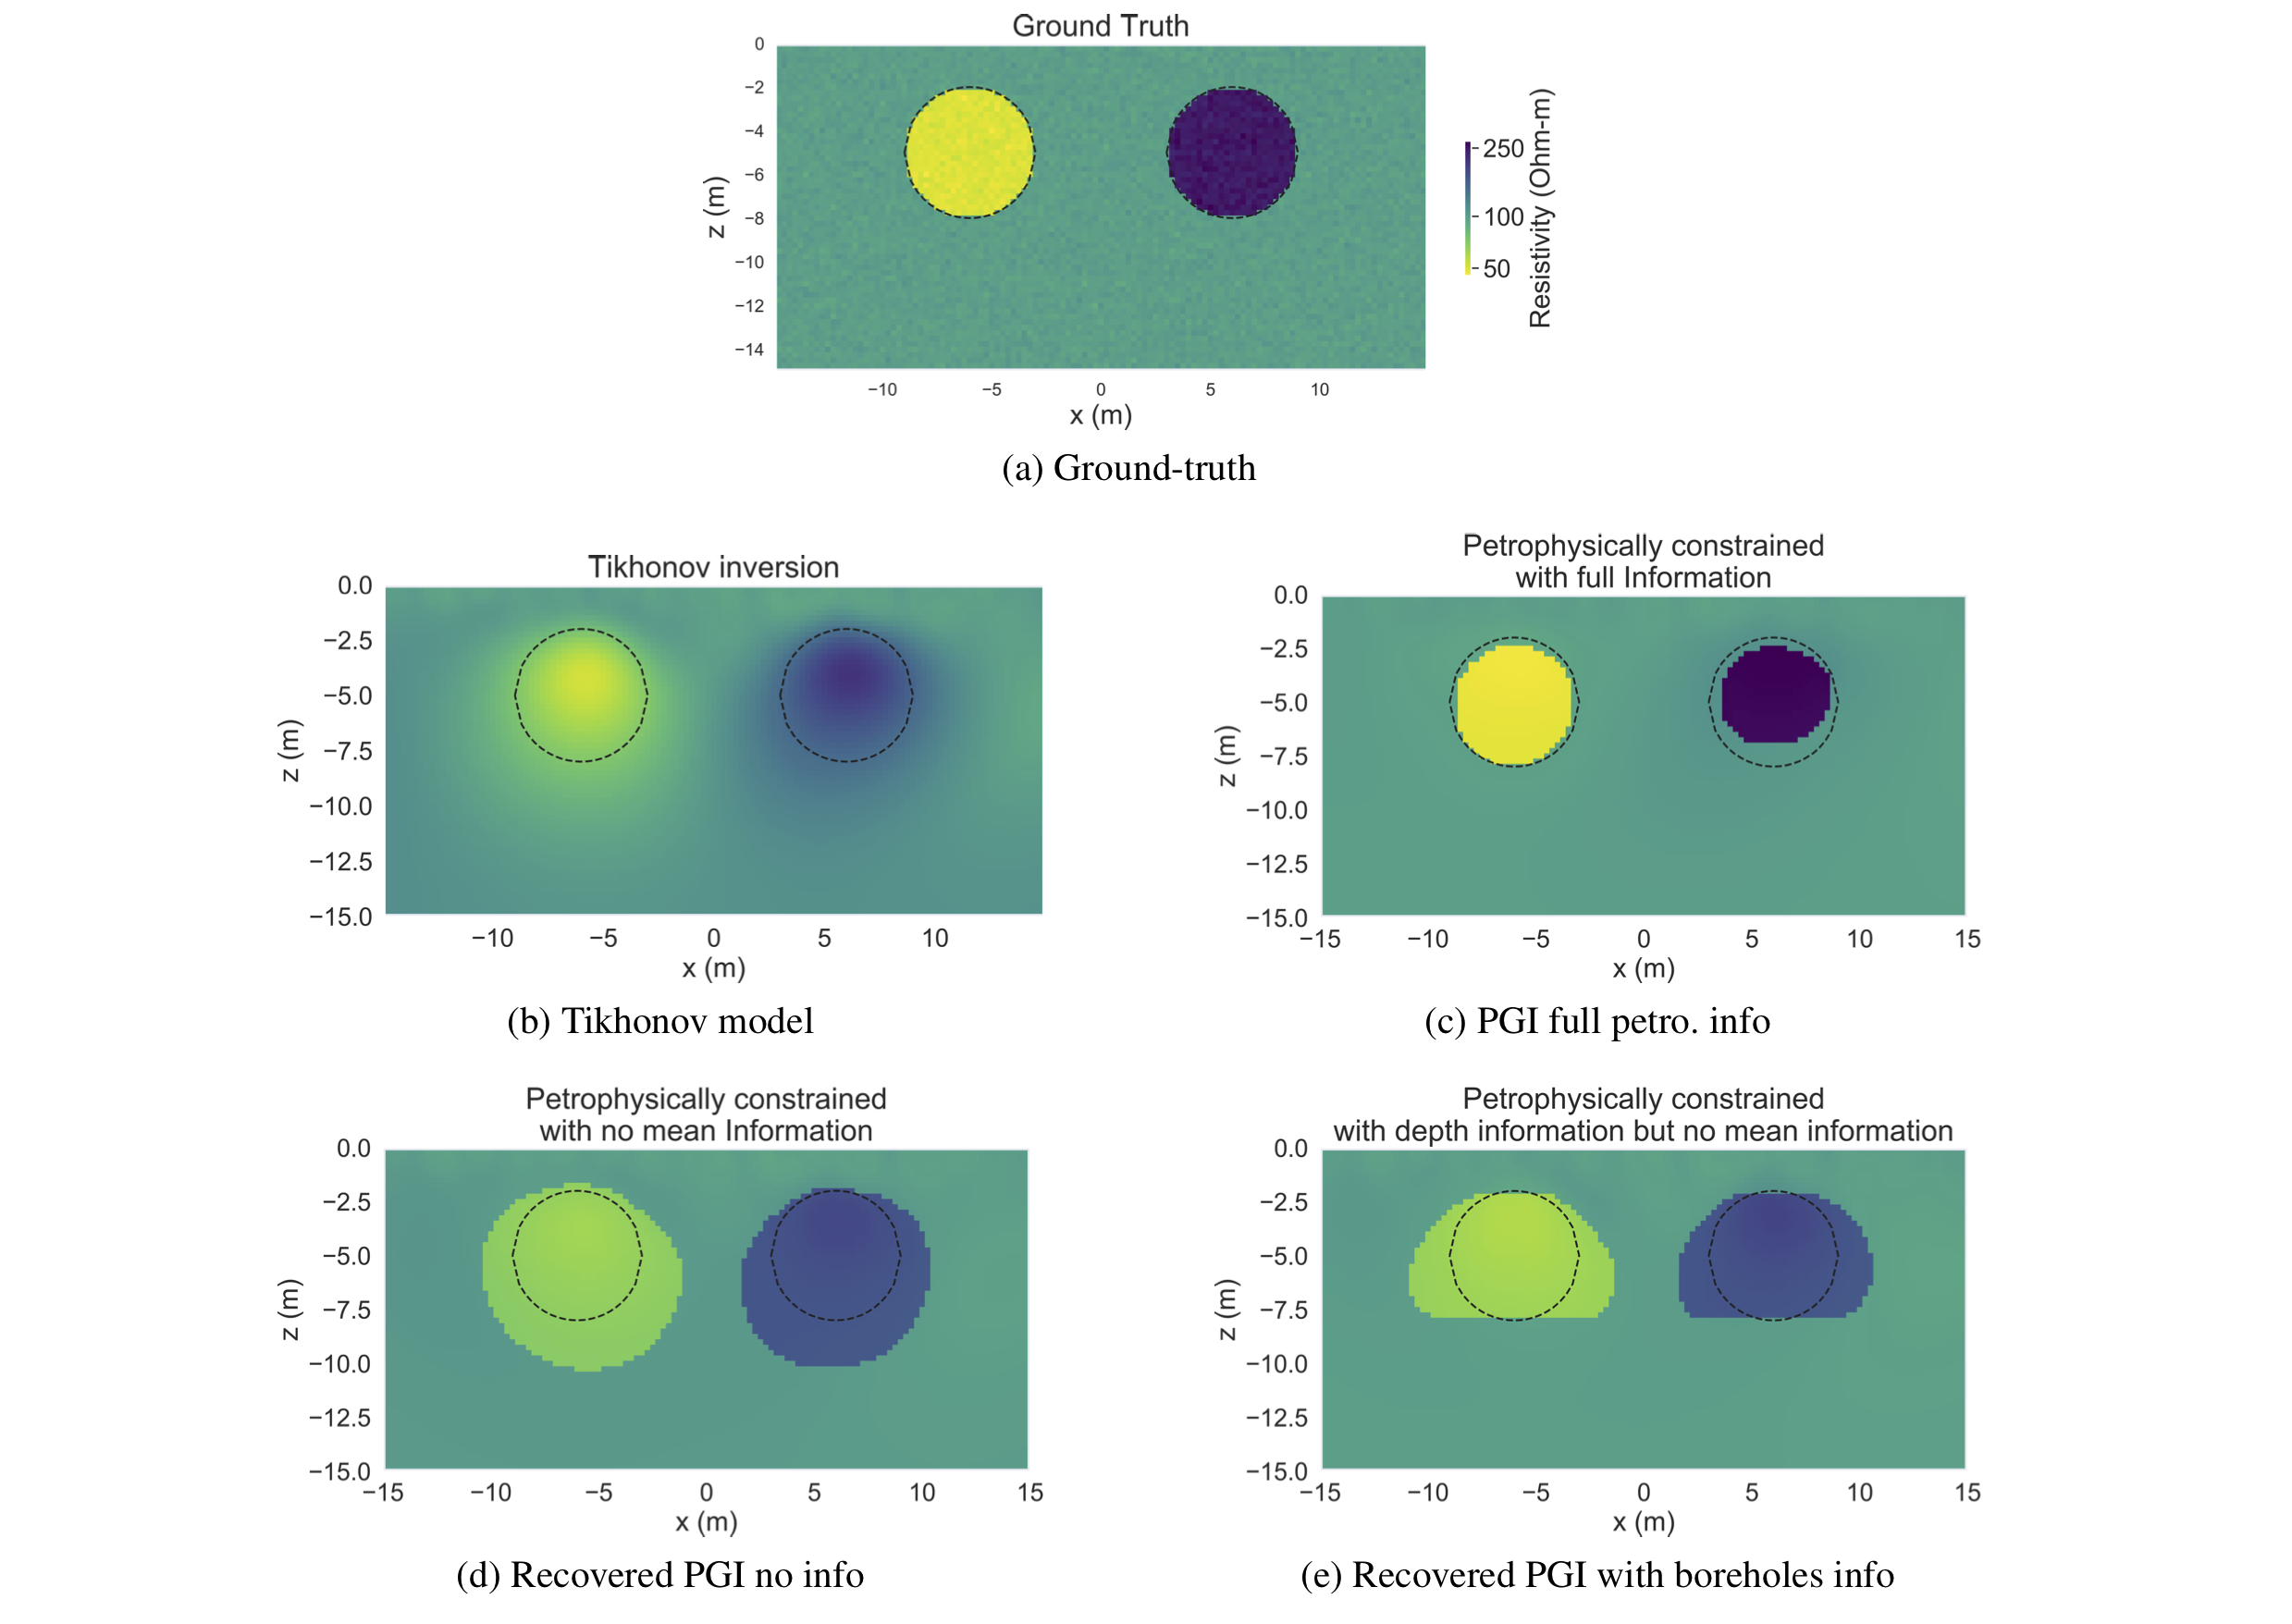 Ground Truth
0
−2
−4
−6
−8
−10
−12
−14
z (m)
−10 −5 0 5 10
x (m)
250
100
50
Resistivity (Ohm-m)
(a) Ground-truth
Tikhonov inversion
0.0
−2.5
−5.0
−7.5
−10.0
−12.5
−15.0
z (m)
−10 −5 0 5 10
x (m)
(b) Tikhonov model
Petrophysically constrained
with full Information
0.0
−2.5
−5.0
−7.5
−10.0
−12.5
−15.0
z (m)
−15 −10 −5 0 5 10 15
x (m)
(c) PGI full petro. info
Petrophysically constrained
with no mean Information
0.0
−2.5
−5.0
−7.5
−10.0
−12.5
−15.0
z (m)
−15 −10 −5 0 5 10 15
x (m)
(d) Recovered PGI no info
Petrophysically constrained
with depth information but no mean information
0.0
−2.5
−5.0
−7.5
−10.0
−12.5
−15.0
z (m)
−15 −10 −5 0 5 10 15
x (m)
(e) Recovered PGI with boreholes info